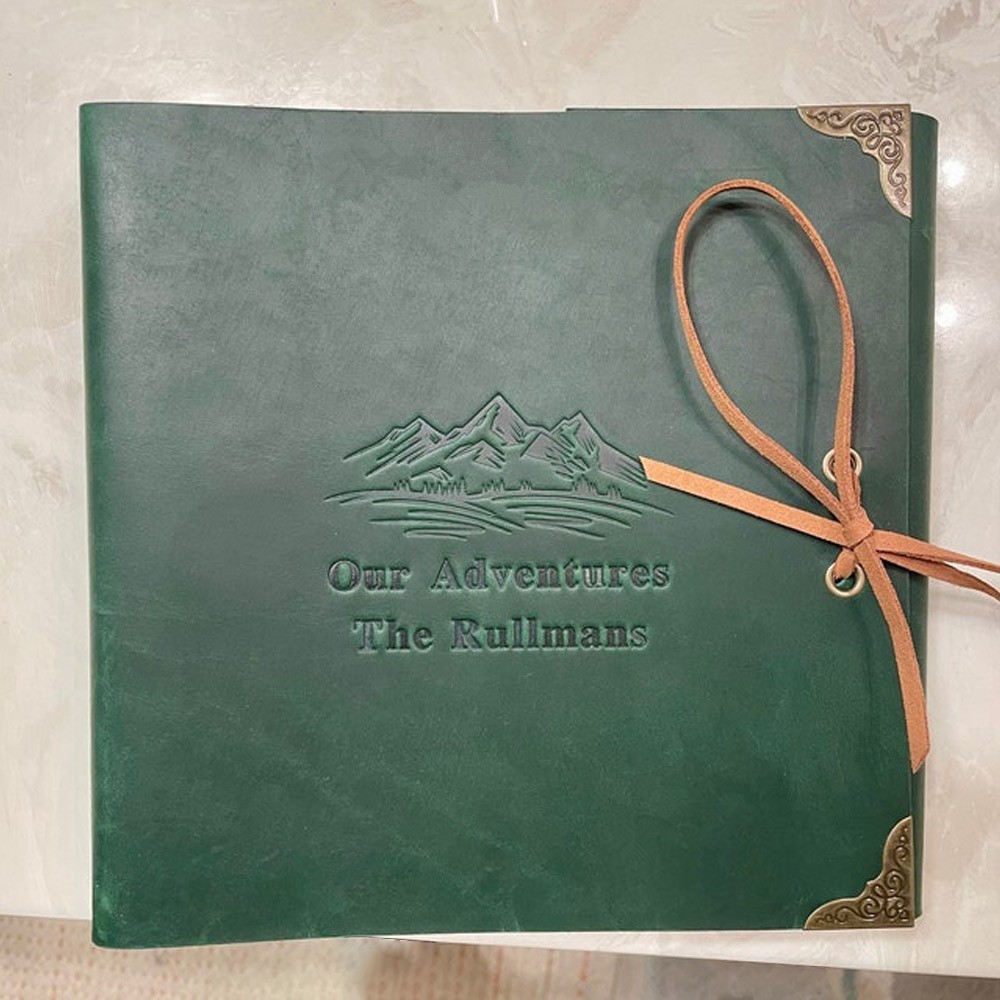 Our Adventures
The Rullmans